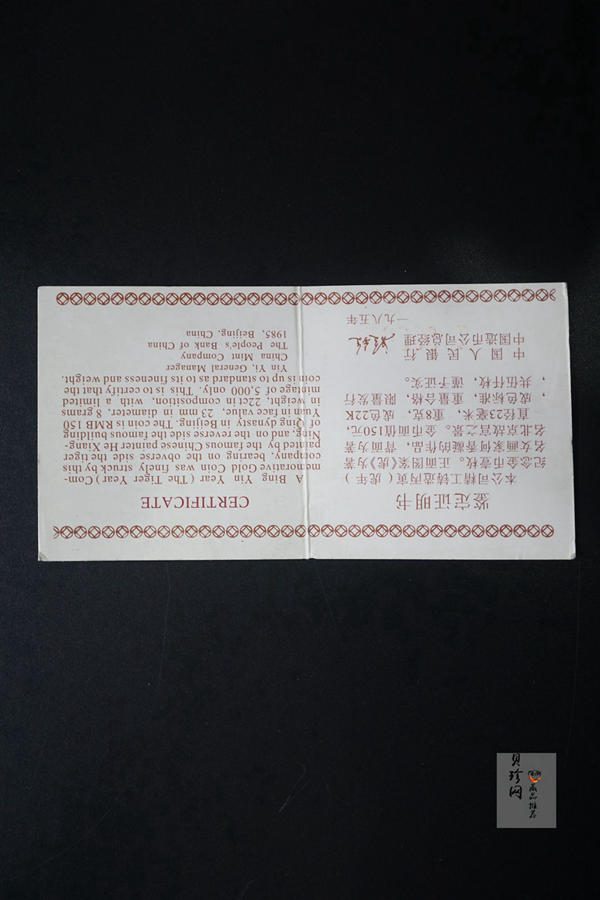 鉴定证明书
本公司精工铸造丙寅(虎年)
纪念金币壹枚。正面图案《虎》为著
名女画家何香凝的作品，背面为著
名北京故宫之景。金币面值150元，
直径23毫米，重8克，成色22K
，成色标准，重量合格，限量发行
，共伍仟枚，谨予证实。
中国人民银行
中国造币公司总经理
一九八五年
CERTIFICATE
A Bing Yin Year (The Tiger Year) Com-
memorative Gold Coin was finely struck by this
company, bearing on the obverse side the tiger
painted by the famous Chinese painter He Xiang-
Ning, and on the reverse side the famous building
of Qing dynasty in Beijing. The coin is RMB 150
Yuan in face value, 23 mm in diameter, 8 grams
in weight, 22ct in composition, with a limited
mintage of 5,000 only. This is to certify that the
coin is up to standard as to its fineness and weight.
Yin Yi, General Manager
China Mint Company
The People's Bank of China
1985, Beijing, China
贝珍网